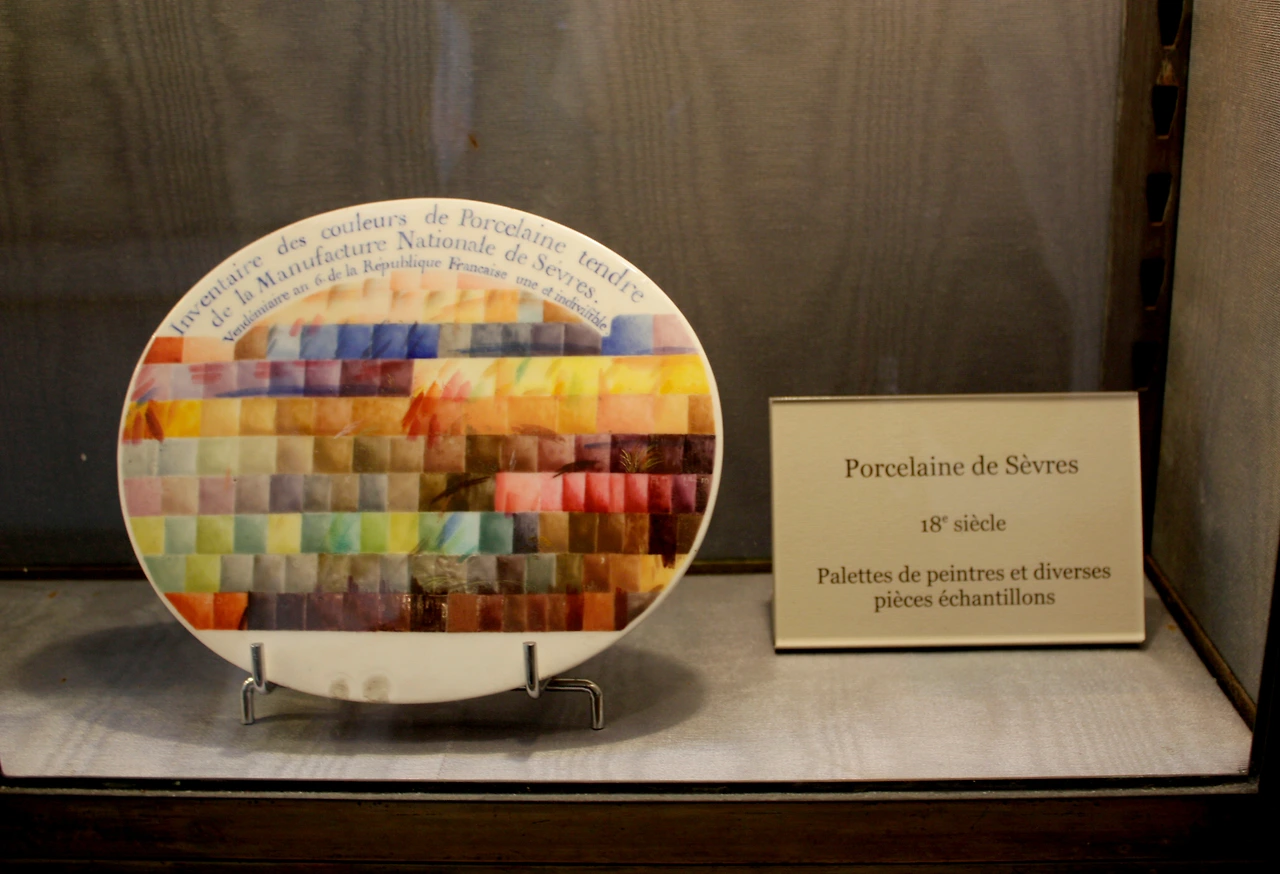 Inventaire des couleurs de Porcelaine tendre
de la Manufacture Nationale de Sèvres.
Vendémiaire an 6. de la République Francaise une et indivisible
Porcelaine de Sèvres
18e siècle
Palettes de peintres et diverses
pièces échantillons